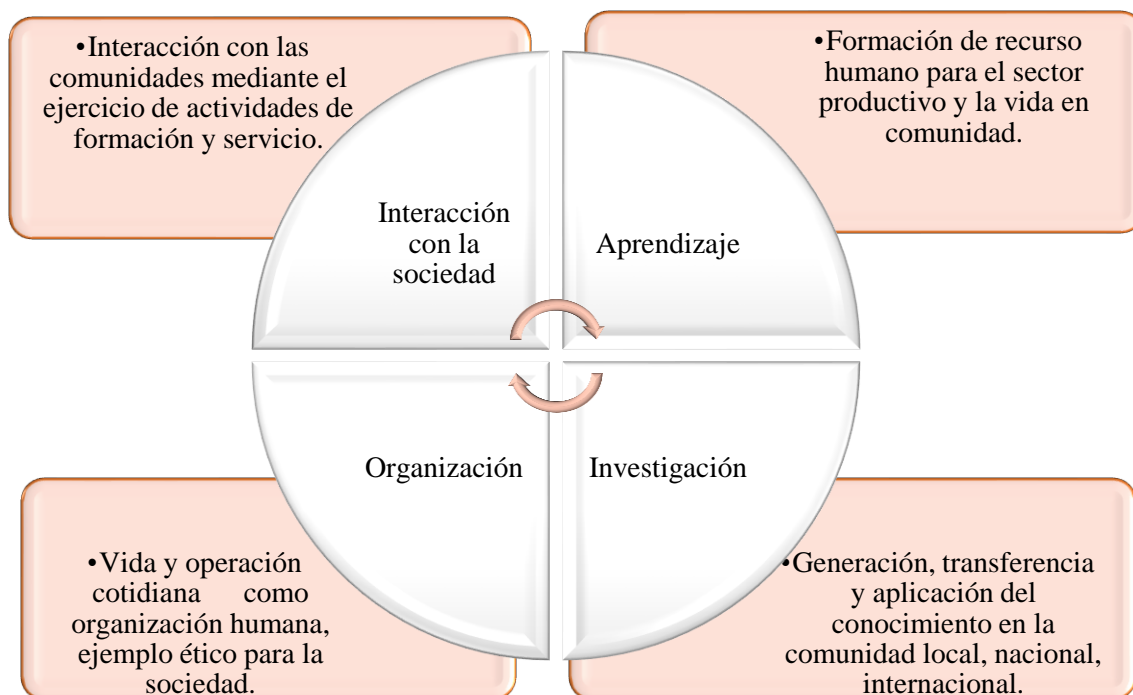 •Interacción con las
comunidades mediante el
ejercicio de actividades de
formación y servicio.
•Formación de recurso
humano para el sector
productivo y la vida en
comunidad.
Interacción
con la
sociedad
Aprendizaje
Organización
Investigación
•Vida y operación
cotidiana como
organización humana,
ejemplo ético para la
sociedad.
•Generación, transferencia
y aplicación del
conocimiento en la
comunidad local, nacional,
internacional.